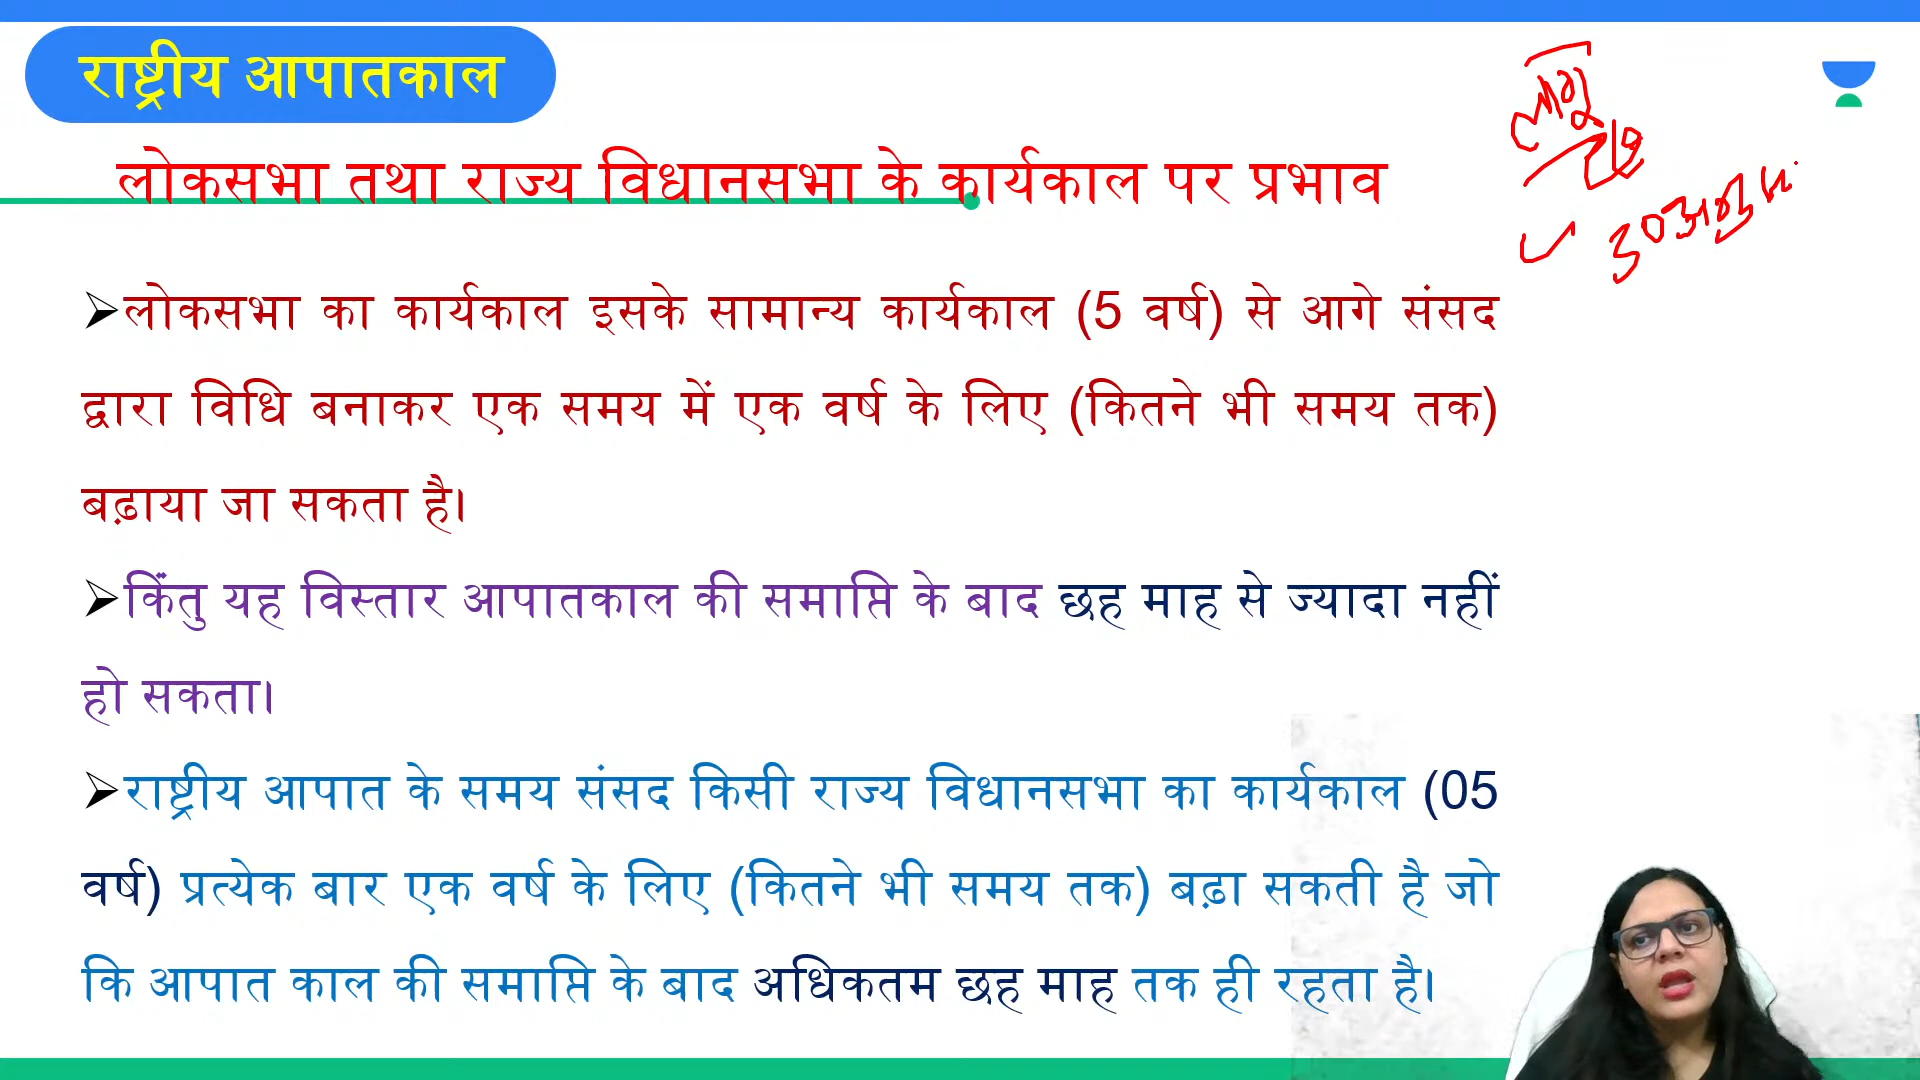 राष्ट्रीय आपातकाल
लोकसभा तथा राज्य विधानसभा के कार्यकाल पर प्रभाव
➢लोकसभा का कार्यकाल इसके सामान्य कार्यकाल (5 वर्ष) से आगे संसद
द्वारा विधि बनाकर एक समय में एक वर्ष के लिए (कितने भी समय तक)
बढ़ाया जा सकता है।
➢किंतु यह विस्तार आपातकाल की समाप्ति के बाद छह माह से ज्यादा नहीं
हो सकता।
➢राष्ट्रीय आपात के समय संसद किसी राज्य विधानसभा का कार्यकाल (05
वर्ष) प्रत्येक बार एक वर्ष के लिए (कितने भी समय तक) बढ़ा सकती है जो
कि आपात काल की समाप्ति के बाद अधिकतम छह माह तक ही रहता है।
लागू